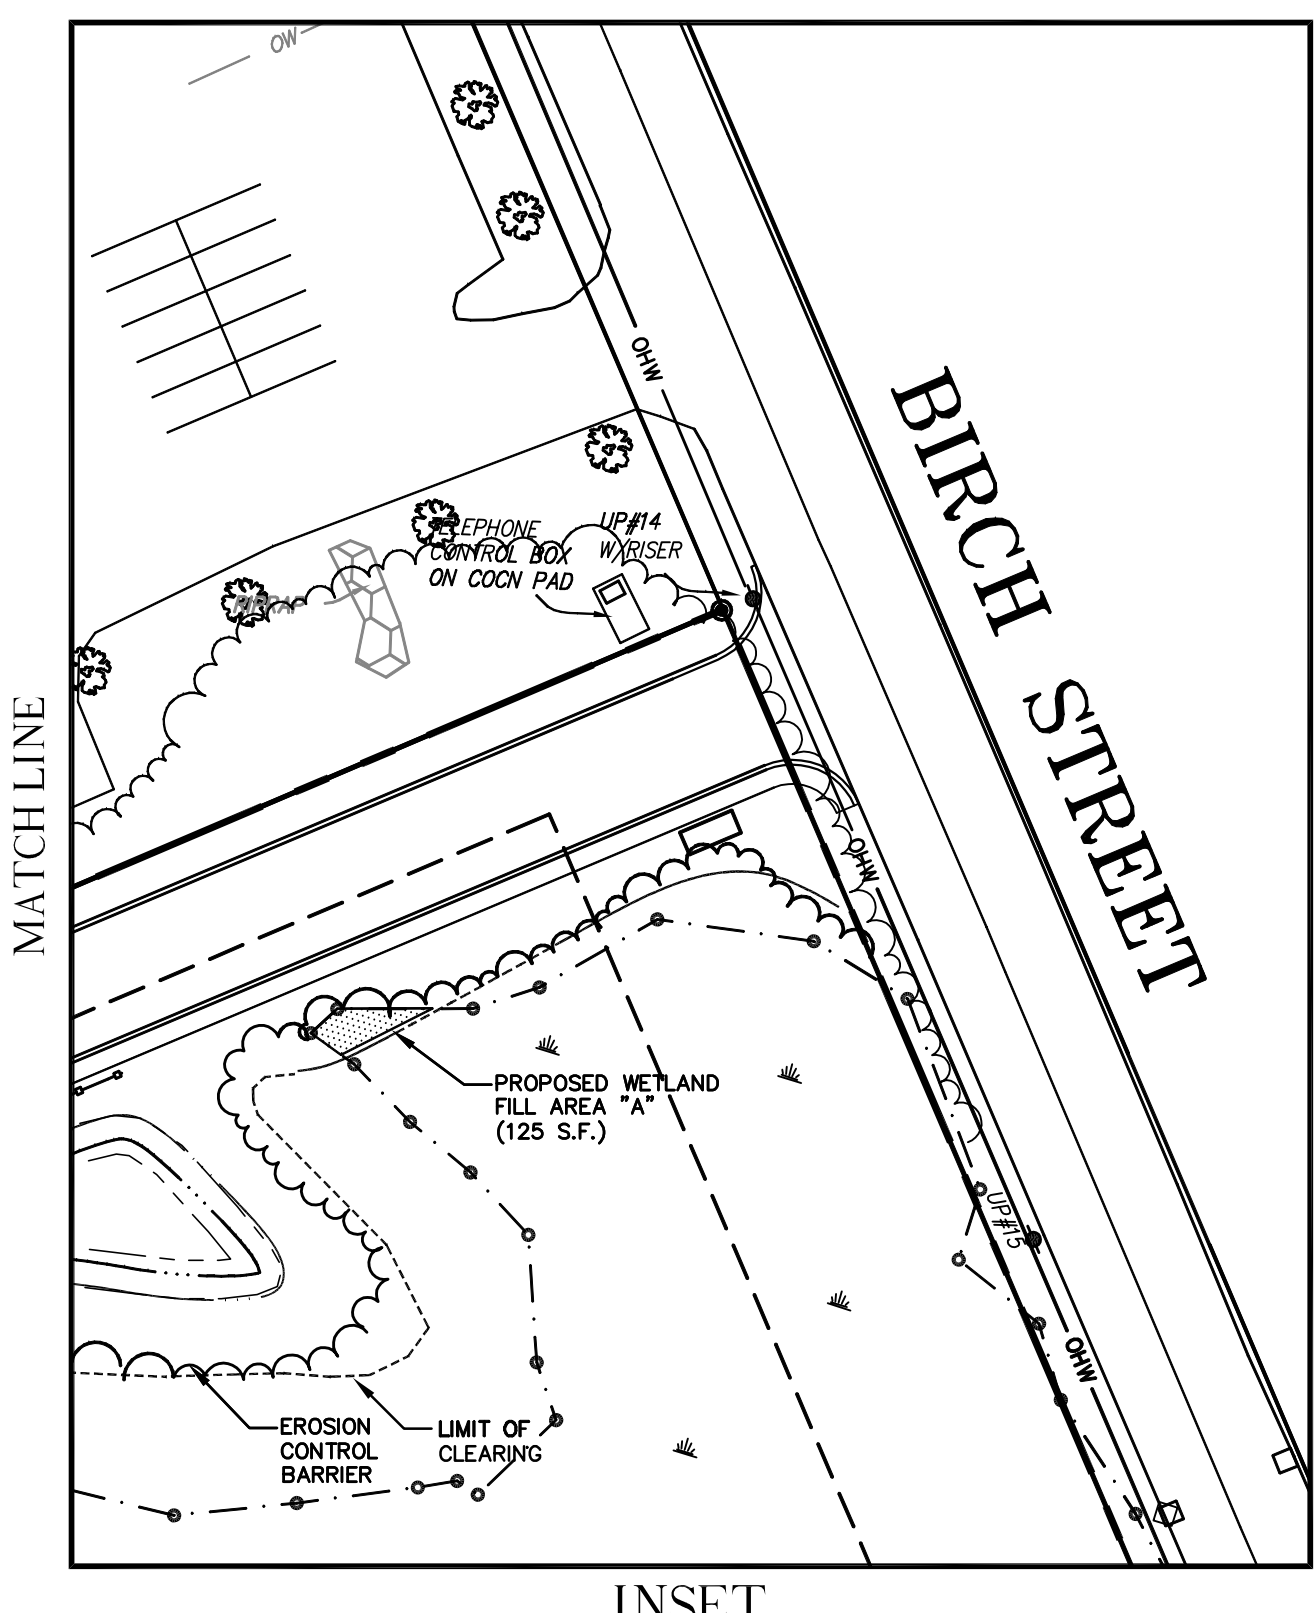 OW
OHW
BIRCH STREET
TELEPHONE
CONTROL BOX
ON COCN PAD
UP#14
W/RISER
RIPRAP
MATCH LINE
OHW
PROPOSED WETLAND
FILL AREA "A"
(125 S.F.)
UP#15
OHW
EROSION
CONTROL
BARRIER
LIMIT OF
CLEARING
INSET